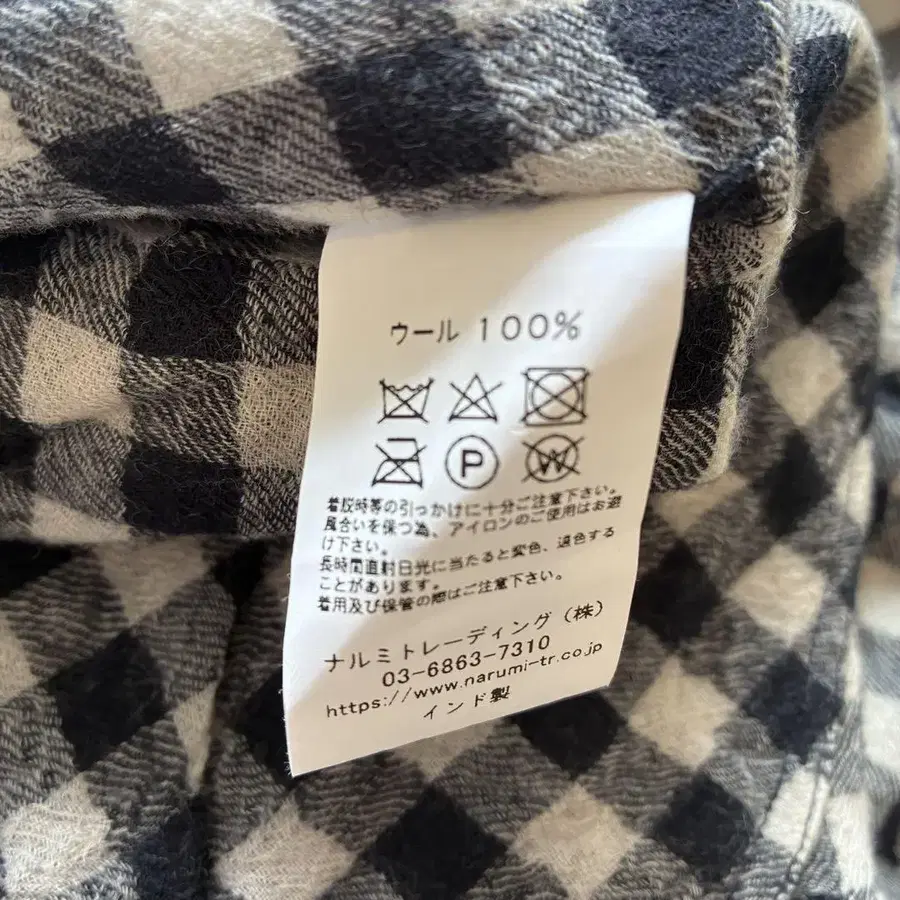 ウール 100%
P
W
着脱時等の引っかけに十分ご注意下さい。
風合いを保つ為、アイロンのご使用はお避
け下さい。
長時間直射日光に当たると変色、退色する
ことがあります。
着用及び保管の際はご注意下さい。
ナルミトレーディング(株)
03-6863-7310
https://www.narumi-tr.co.jp
インド製